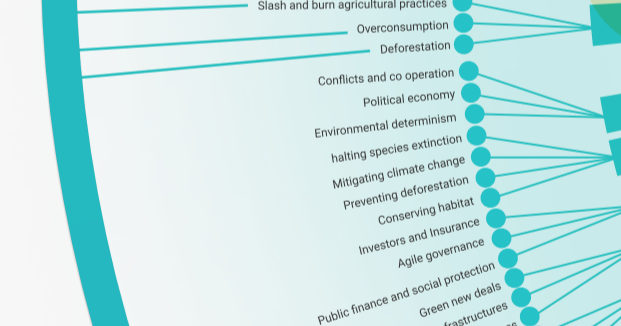 Slash and burn agricultural practices
Overconsumption
Deforestation
Conflicts and co operation
Political economy
Environmental determinism
halting species extinction
Mitigating climate change
Preventing deforestation
Conserving habitat
Investors and Insurance
Agile governance
Public finance and social protection
Green new deals